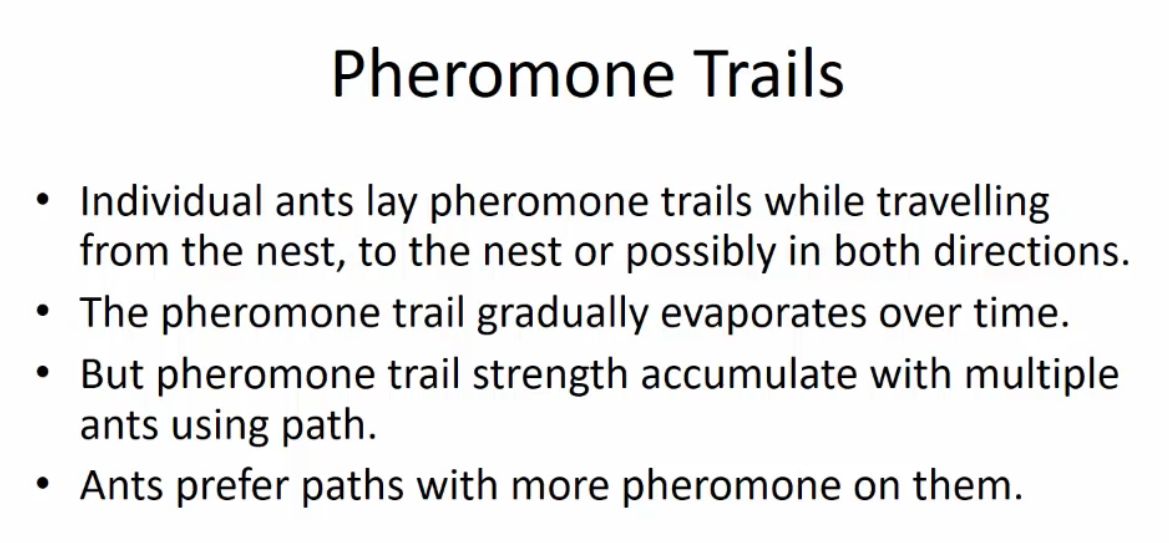 Pheromone Trails
• Individual ants lay pheromone trails while travelling
from the nest, to the nest or possibly in both directions.
• The pheromone trail gradually evaporates over time.
• But pheromone trail strength accumulate with multiple
ants using path.
• Ants prefer paths with more pheromone on them.